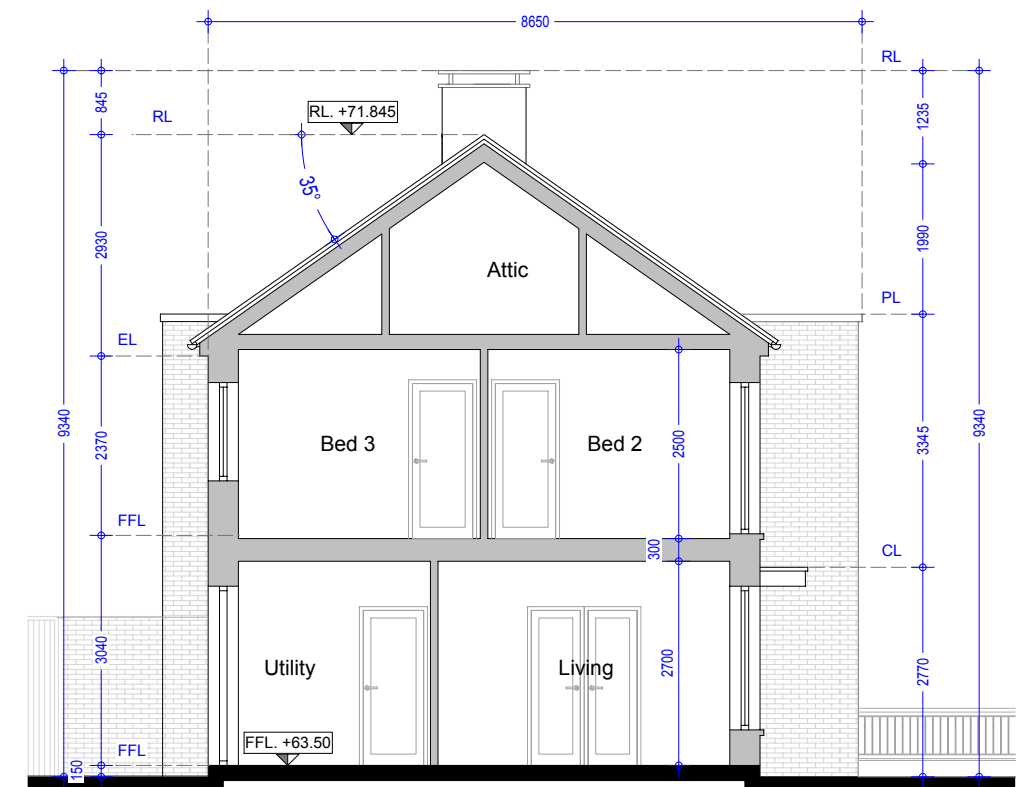 8650
RL
845
RL
RL. +71.845
1235
35°
2930
1990
Attic
PL
EL
9340
2370
Bed 3
Bed 2
2500
3345
9340
FFL
300
CL
3040
Utility
Living
2700
2770
FFL. +63.50
FFL
150